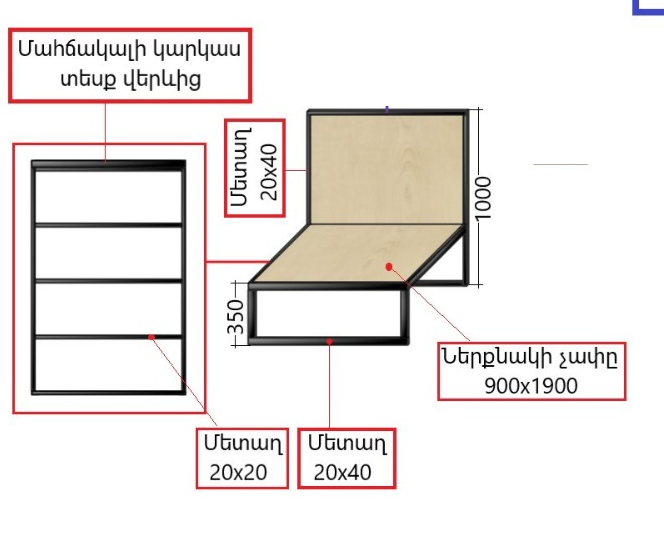 Մահճակալի կարկաս
տեսք վերևից
Մետաղ
20x40
1000
350
Ներքնակի չափը
900x1900
Մետաղ
20x20
Մետաղ
20x40